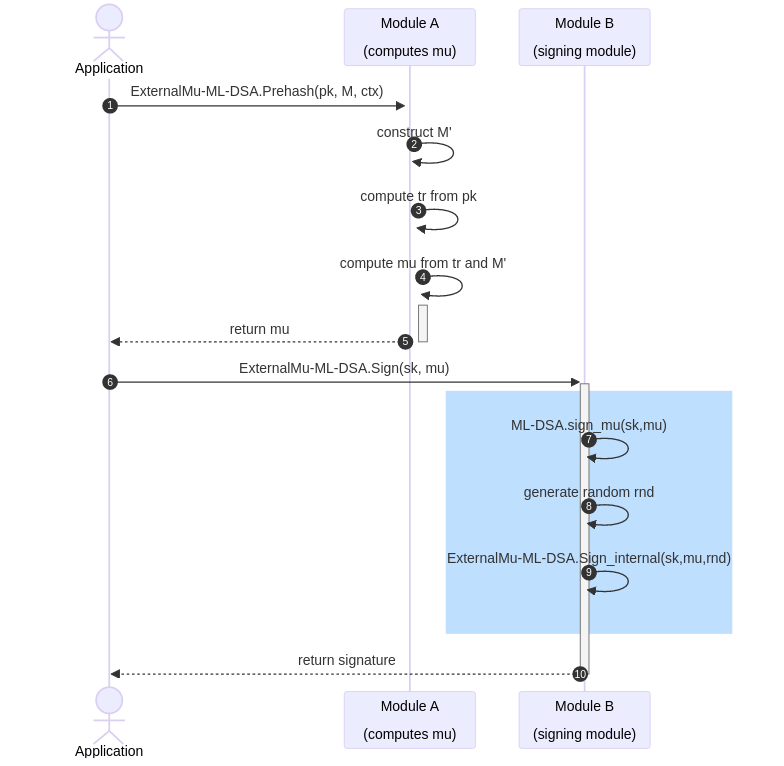 Application
Module A
(computes mu)
Module B
(signing module)
1
ExternalMu-ML-DSA.Prehash(pk, M, ctx)
construct M'
2
compute tr from pk
3
compute mu from tr and M'
4
return mu
5
ExternalMu-ML-DSA.Sign(sk, mu)
6
ML-DSA.sign_mu(sk,mu)
7
generate random rnd
8
ExternalMu-ML-DSA.Sign_internal(sk,mu,rnd)
9
return signature
10
Application
Module A
(computes mu)
Module B
(signing module)